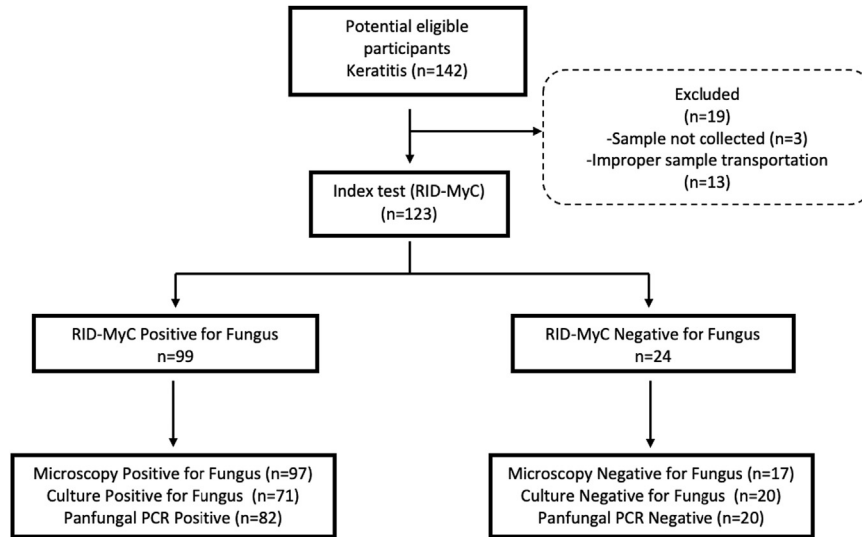 Potential eligible
participants
Keratitis (n=142)
Excluded
(n=19)
-Sample not collected (n=3)
-Improper sample transportation
(n=13)
Index test (RID-MyC)
(n=123)
RID-MyC Positive for Fungus
n=99
RID-MyC Negative for Fungus
n=24
Microscopy Positive for Fungus (n=97)
Culture Positive for Fungus (n=71)
Panfungal PCR Positive (n=82)
Microscopy Negative for Fungus (n=17)
Culture Negative for Fungus (n=20)
Panfungal PCR Negative (n=20)